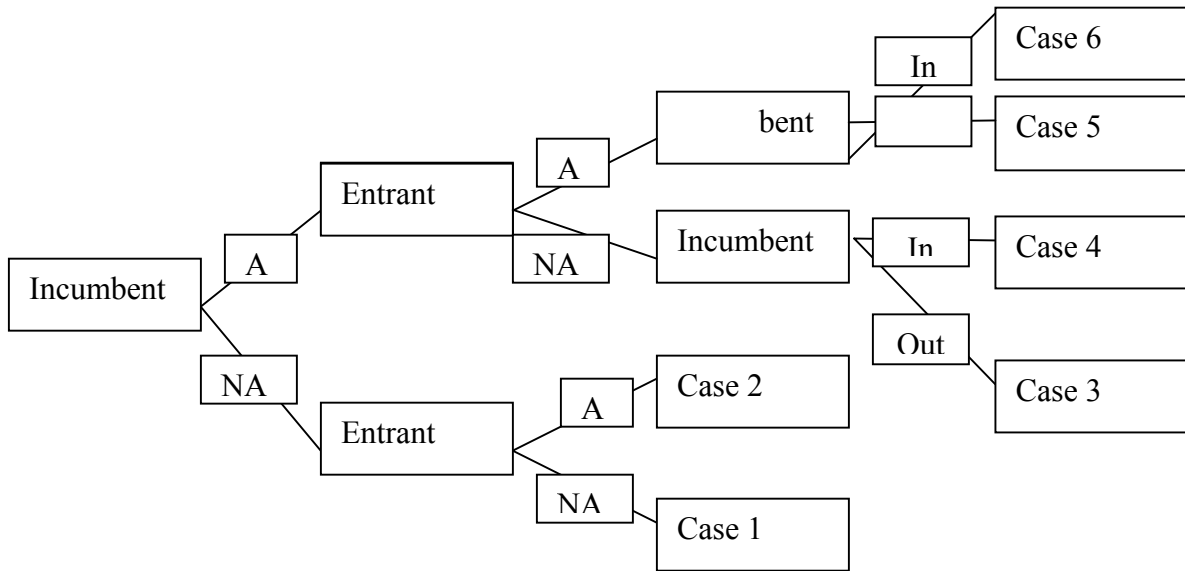 Case 6
In
bent
Case 5
A
Entrant
Incumbent
In
Case 4
A
NA
Incumbent
Out
NA
Case 2
Case 3
A
Entrant
NA
Case 1